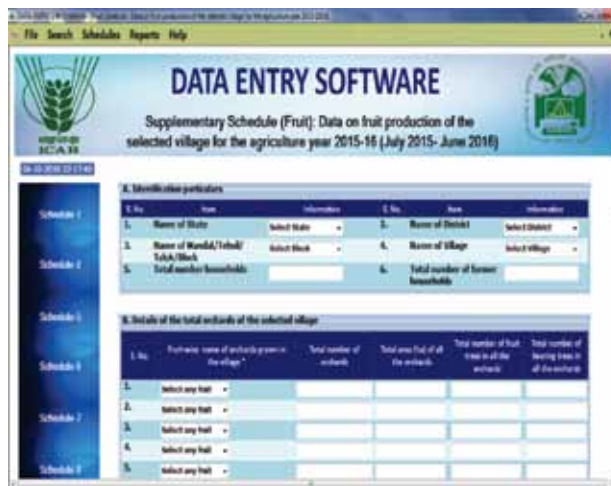 File Search Schedules Reports Help
DATA ENTRY SOFTWARE
Supplementary Schedule (Fruit): Data on fruit production of the
selected village for the agriculture year 2015-16 (July 2015- June 2016)
ICAR
A. Identification particulars
S. No. Item Information S. No. Item Information
1. Name of State Select State 2. Name of District Select District
3. Name of Mandal/Tehsil/ Select Block 4. Name of Village Select Village
Taluk/Block
5. Total number households 6. Total number of farmer
households
B. Details of the total orchards of the selected village
S. No. Fruit-wise name of orchards grown in the village * Total number of orchards Total area (ha) of all the orchards Total number of fruit trees in all the orchards Total number of bearing trees in all the orchards
1. Select any fruit
2. Select any fruit
3. Select any fruit
4. Select any fruit
5. Select any fruit
Schedule 1
Schedule 2
Schedule 5
Schedule 6
Schedule 7
Schedule 8